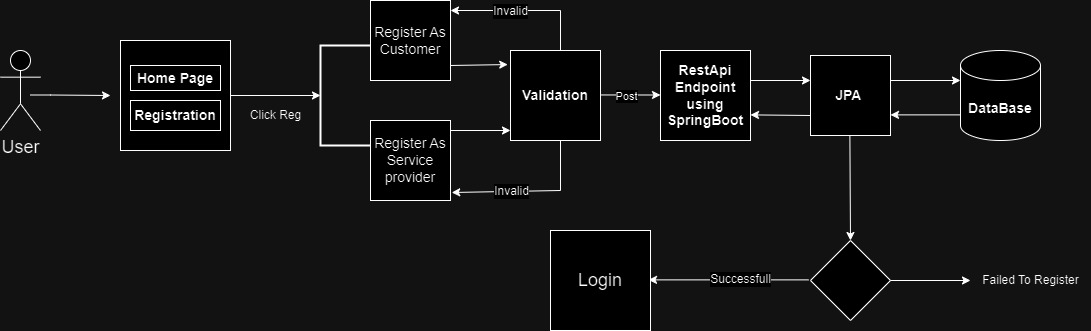 User
Home Page
Registration
Click Reg
Register As
Customer
Invalid
Register As
Service
provider
Invalid
Validation
Post
RestApi
Endpoint
using
SpringBoot
JPA
DataBase
Login
Successfull
Failed To Register